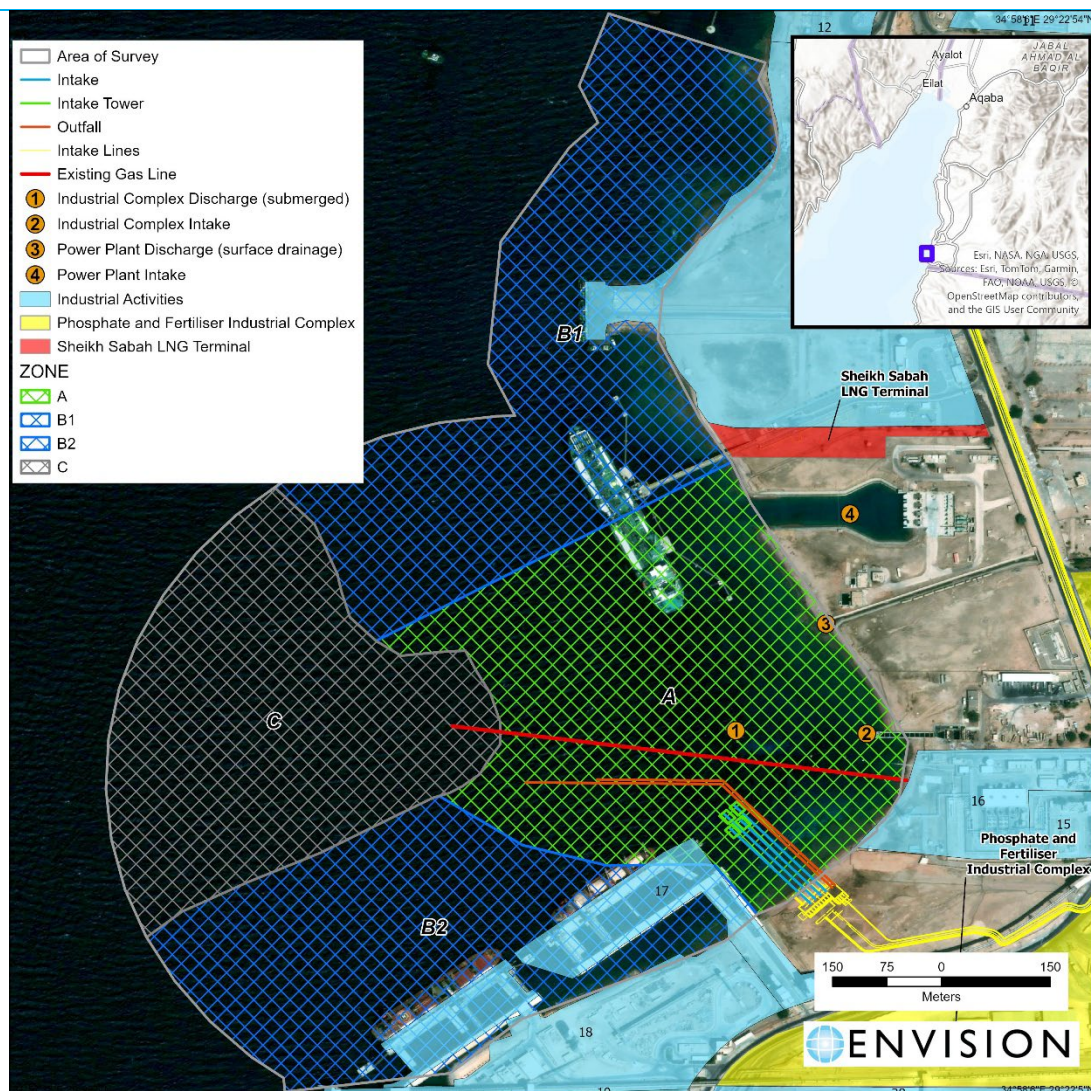 Area of Survey
Intake
Intake Tower
Outfall
Intake Lines
Existing Gas Line
1 Industrial Complex Discharge (submerged)
2 Industrial Complex Intake
3 Power Plant Discharge (surface drainage)
4 Power Plant Intake
Industrial Activities
Phosphate and Fertiliser Industrial Complex
Sheikh Sabah LNG Terminal
ZONE
A
B1
B2
C
12
11
JABAL
AHMAD AL
BAQIR
Ayalot
Eilat
Aqaba
Esri, NASA, NGA, USGS,
Sources: Esri, TomTom, Garmin,
FAO, NOAA, USGS, ©
OpenStreetMap contributors,
and the GIS User Community
B1
Sheikh Sabah
LNG Terminal
4
3
A
C
1
2
16
15
Phosphate and
Fertiliser
Industrial Complex
17
B2
18
150 75 0 150
Meters
ENVISION